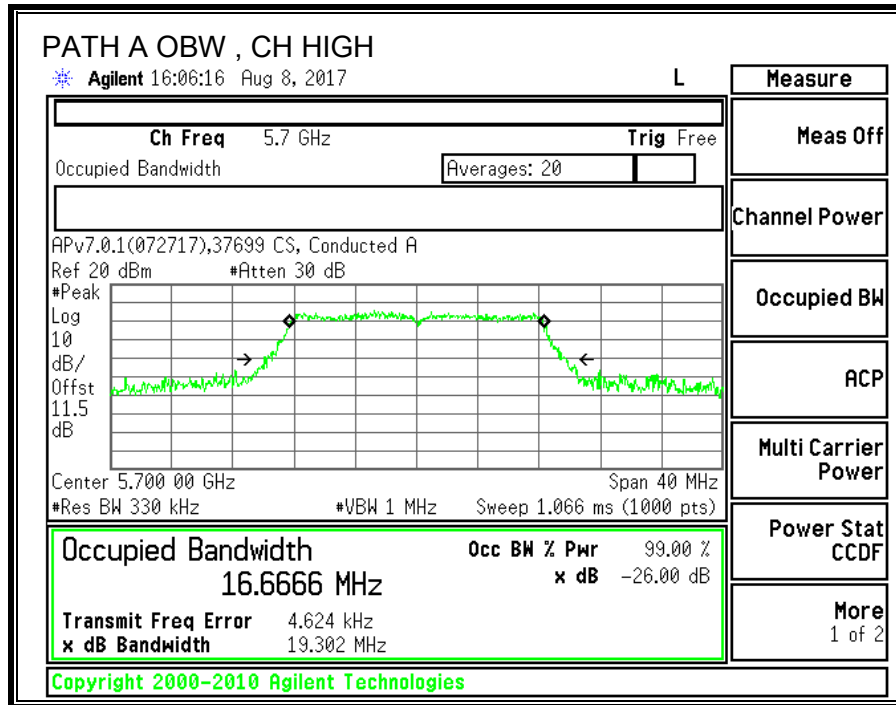 PATH A OBW , CH HIGH
Agilent 16:06:16 Aug 8, 2017 L
Measure
Ch Freq 5.7 GHz Trig Free
Meas Off
Occupied Bandwidth Averages: 20
Channel Power
APv7.0.1(072717),37699 CS, Conducted A
Ref 20 dBm #Atten 30 dB
#Peak
Log
10
dB/
Offst
11.5
dB
Occupied BW
ACP
Center 5.700 00 GHz Span 40 MHz
#Res BW 330 kHz #VBW 1 MHz Sweep 1.066 ms (1000 pts)
Multi Carrier
Power
Occupied Bandwidth
16.6666 MHz
Occ BW % Pwr 99.00 %
x dB -26.00 dB
Transmit Freq Error 4.624 kHz
x dB Bandwidth 19.302 MHz
Power Stat
CCDF
More
1 of 2
Copyright 2000-2010 Agilent Technologies